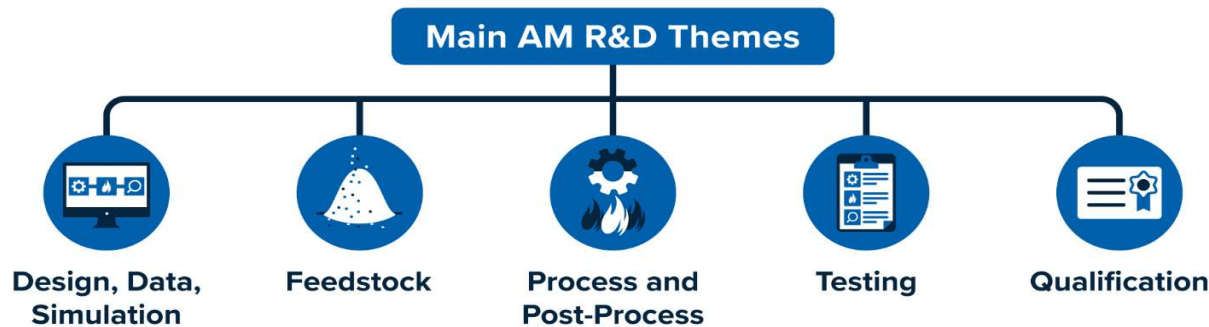 Main AM R&D Themes
Design, Data,
Simulation
Feedstock
Process and
Post-Process
Testing
Qualification